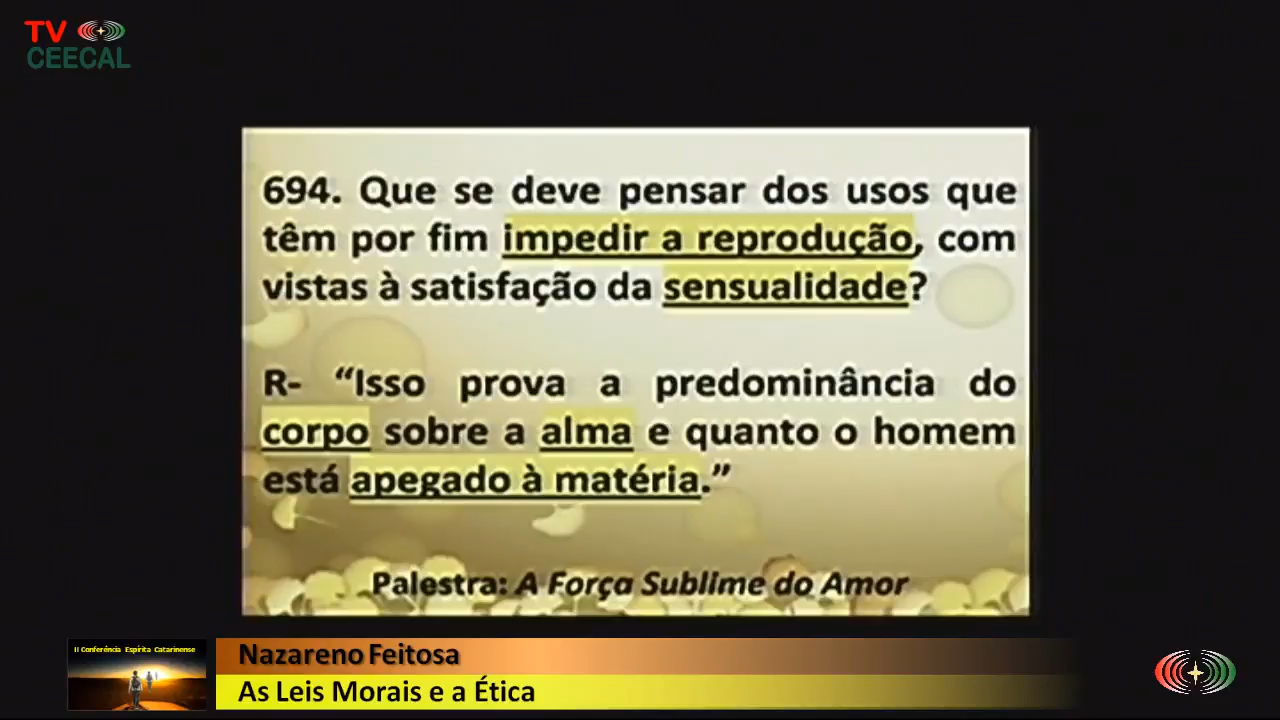 TV
CEECAL
694. Que se deve pensar dos usos que
têm por fim impedir a reprodução, com
vistas à satisfação da sensualidade?
R- “Isso prova a predominância do
corpo sobre a alma e quanto o homem
está apegado à matéria.”
Palestra: A Força Sublime do Amor
II Conferência Espírita Catarinense
Nazareno Feitosa
As Leis Morais e a Ética